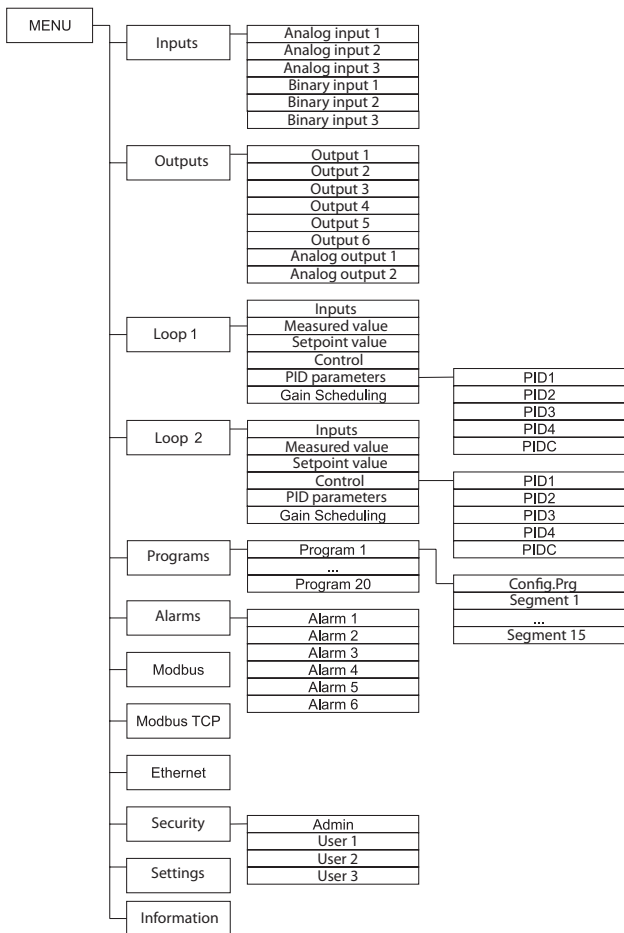 MENU
Inputs
Analog input 1
Analog input 2
Analog input 3
Binary input 1
Binary input 2
Binary input 3
Outputs
Output 1
Output 2
Output 3
Output 4
Output 5
Output 6
Analog output 1
Analog output 2
Loop 1
Inputs
Measured value
Setpoint value
Control
PID parameters
Gain Scheduling
PID1
PID2
PID3
PID4
PIDC
Loop 2
Inputs
Measured value
Setpoint value
Control
PID parameters
Gain Scheduling
PID1
PID2
PID3
PID4
PIDC
Programs
Program 1
...
Program 20
Config.Prg
Segment 1
...
Segment 15
Alarms
Alarm 1
Alarm 2
Alarm 3
Alarm 4
Alarm 5
Alarm 6
Modbus
Modbus TCP
Ethernet
Security
Admin
User 1
User 2
User 3
Settings
Information